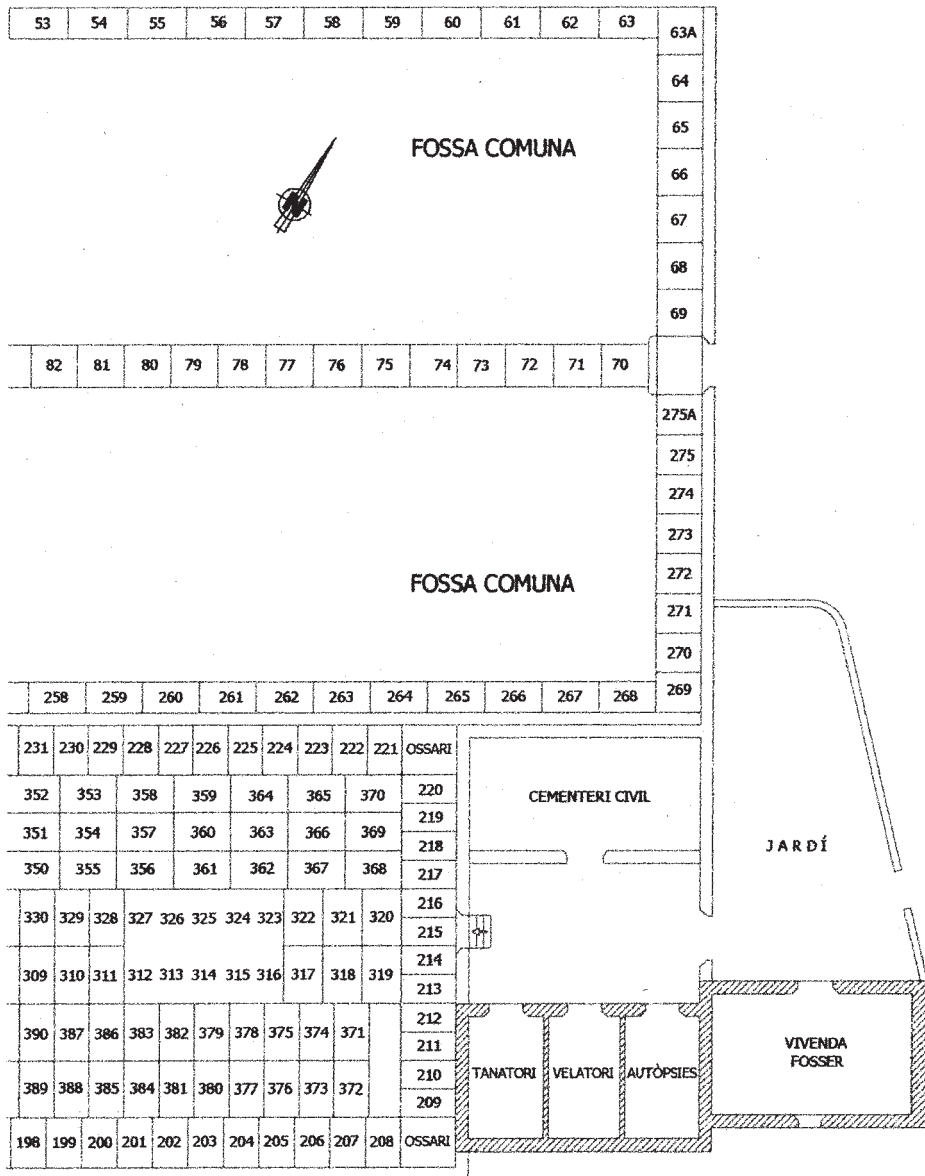 53 54 55 56 57 58 59 60 61 62 63 63A
64
65
FOSSA COMUNA
66
N
67
68
69
82 81 80 79 78 77 76 75 74 73 72 71 70
275A
275
274
273
272
FOSSA COMUNA
271
270
269
258 259 260 261 262 263 264 265 266 267 268
231 230 229 228 227 226 225 224 223 222 221 OSSARI
352 353 358 359 364 365 370 220
CEMENTERI CIVIL
219
351 354 357 360 363 366 369
218
JARDÍ
350 355 356 361 362 367 368 217
216
330 329 328 327 326 325 324 323 322 321 320
215
214
309 310 311 312 313 314 315 316 317 318 319
213
212
390 387 386 383 382 379 378 375 374 371
211
VIVENDA
FOSSER
210
TANATORI VELATORI AUTÒPSIES
389 388 385 384 381 380 377 376 373 372
209
198 199 200 201 202 203 204 205 206 207 208 OSSARI